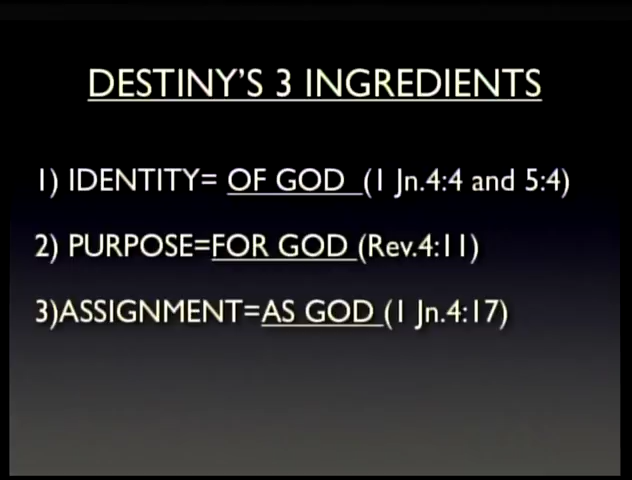 DESTINY'S 3 INGREDIENTS
1) IDENTITY= OF GOD (1 Jn.4:4 and 5:4)
2) PURPOSE=FOR GOD (Rev.4:11)
3)ASSIGNMENT=AS GOD (1 Jn.4:17)